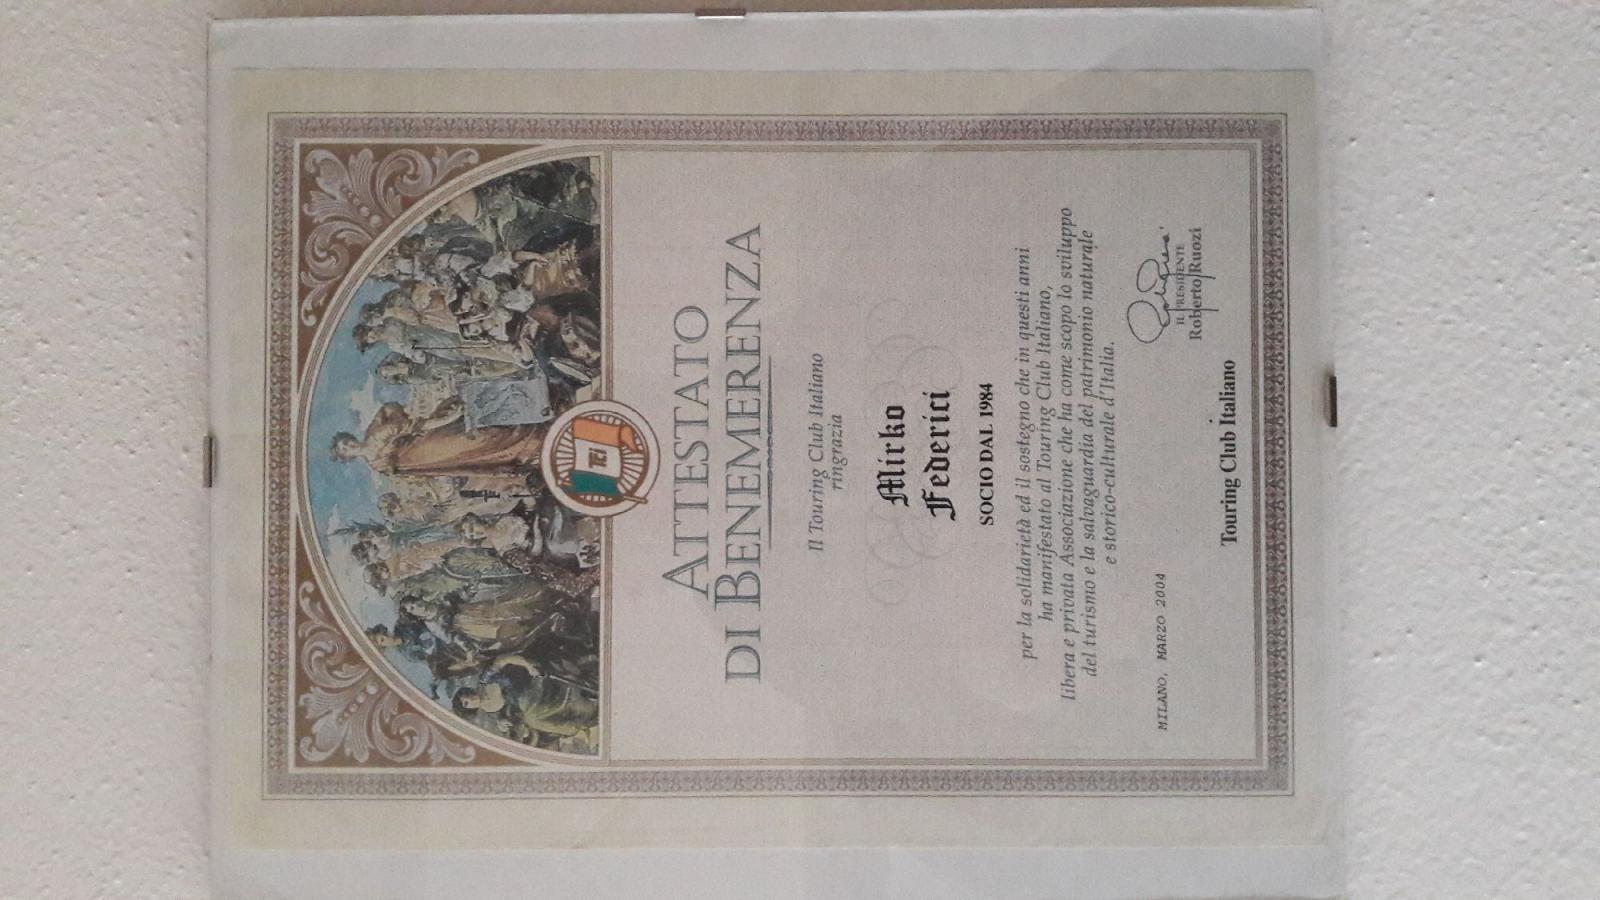 TCI
ATTESTATO
DI BENEMERENZA
Il Touring Club Italiano
ringrazia
Mirko
Federici
SOCIO DAL 1984
per la solidarietà ed il sostegno che in questi anni
ha manifestato al Touring Club Italiano,
libera e privata Associazione che ha come scopo lo sviluppo
del turismo e la salvaguardia del patrimonio naturale
e storico-culturale d'Italia.
MILANO, MARZO 2004
IL PRESIDENTE
Roberto Ruozi
Touring Club Italiano